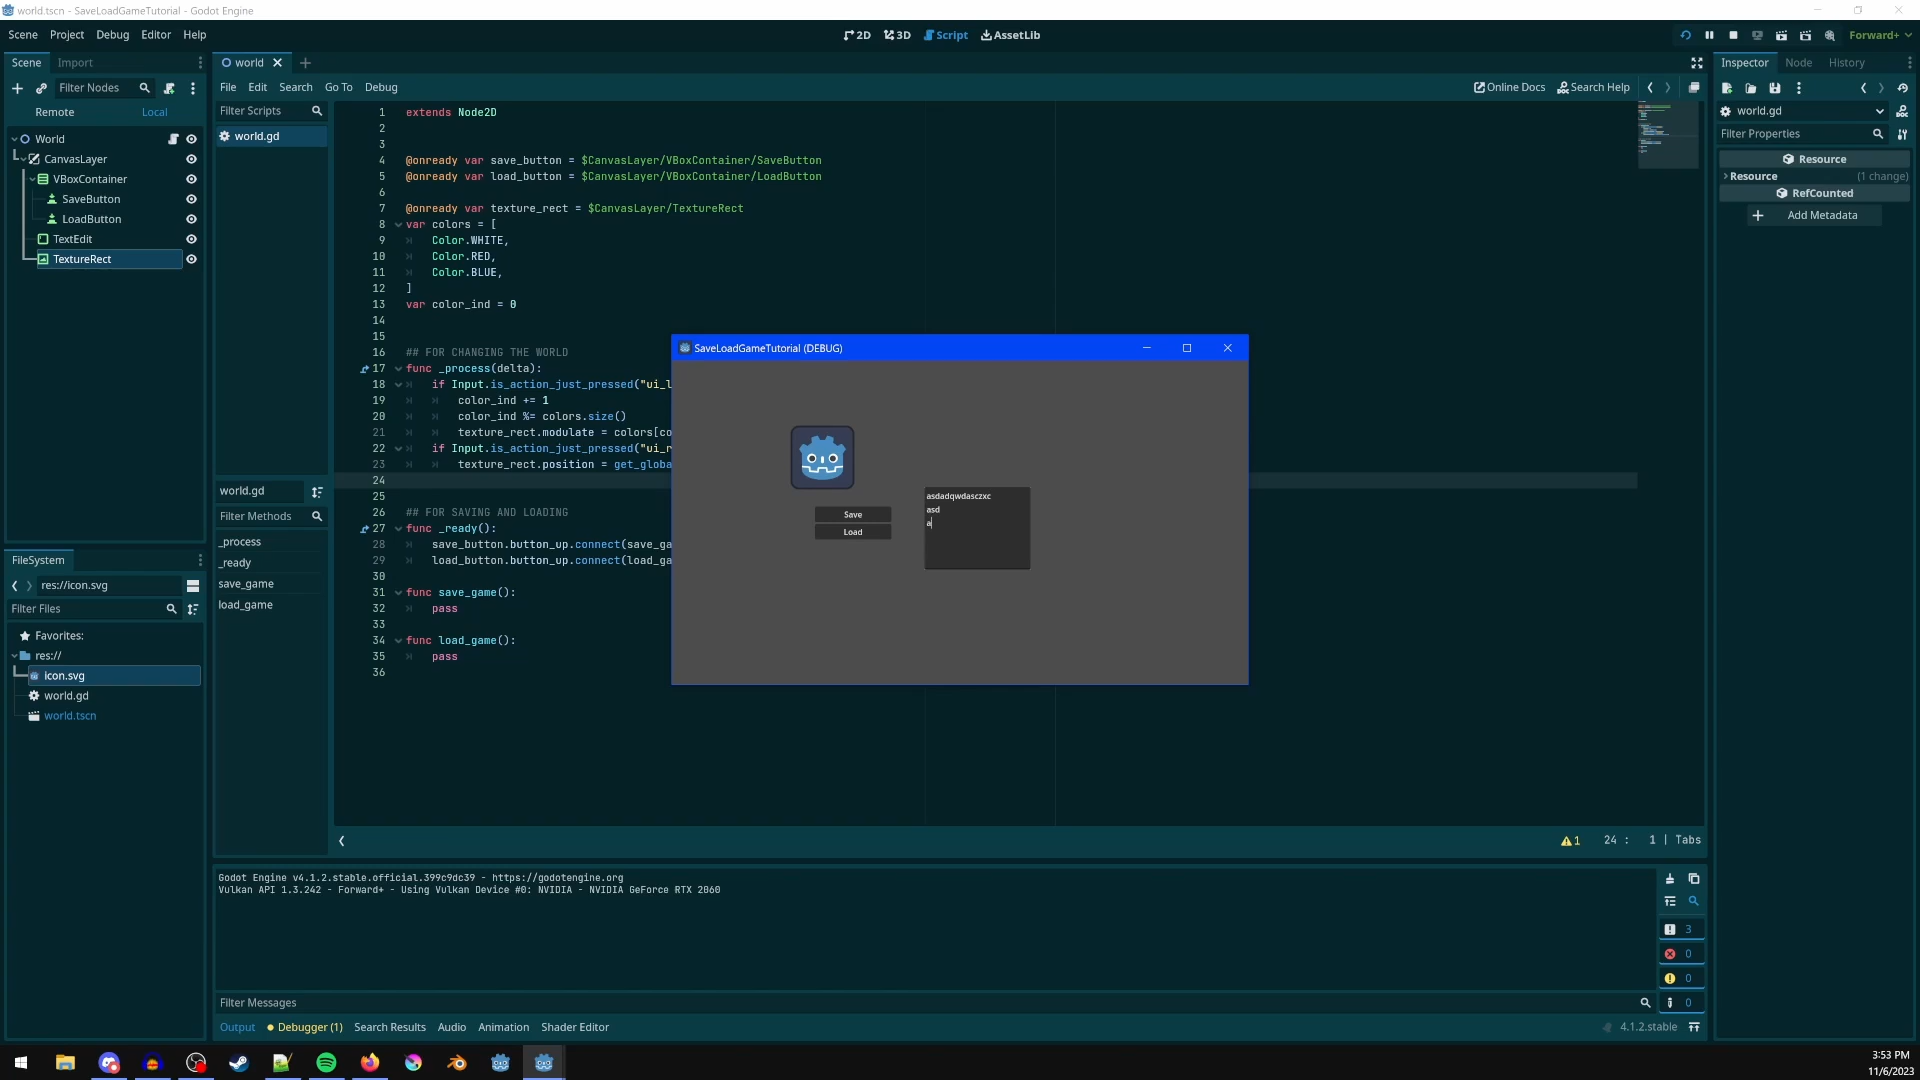 world.tscn - SaveLoadGameTutorial - Godot Engine
Scene Project Debug Editor Help
2D 3D Script AssetLib
Forward+
Scene Import
world
Inspector Node History
Filter Nodes
File Edit Search Go To Debug
Online Docs Search Help
Remote Local
Filter Scripts
world.gd
world.gd
Filter Properties
World
CanvasLayer
VBoxContainer
SaveButton
LoadButton
TextEdit
TextureRect
Resource
Resource (1 change)
RefCounted
Add Metadata
1 extends Node2D
2
3
4 @onready var save_button = $CanvasLayer/VBoxContainer/SaveButton
5 @onready var load_button = $CanvasLayer/VBoxContainer/LoadButton
6
7 @onready var texture_rect = $CanvasLayer/TextureRect
8 var colors = [
9 Color.WHITE,
10 Color.RED,
11 Color.BLUE,
12 ]
13 var color_ind = 0
14
15
16 ## FOR CHANGING THE WORLD
17 func _process(delta):
18 if Input.is_action_just_pressed("ui_l
19 color_ind += 1
20 color_ind %= colors.size()
21 texture_rect.modulate = colors[co
22 if Input.is_action_just_pressed("ui_r
23 texture_rect.position = get_globa
24
25
26 ## FOR SAVING AND LOADING
27 func _ready():
28 save_button.button_up.connect(save_ga
29 load_button.button_up.connect(load_ga
30
31 func save_game():
32 pass
33
34 func load_game():
35 pass
36
SaveLoadGameTutorial (DEBUG)
asdadqwdasczxc
asd
a
Save
Load
world.gd
Filter Methods
_process
_ready
save_game
load_game
FileSystem
res://icon.svg
Filter Files
Favorites:
res://
icon.svg
world.gd
world.tscn
1 24 : 1 | Tabs
Godot Engine v4.1.2.stable.official.399c9dc39 - https://godotengine.org
Vulkan API 1.3.242 - Forward+ - Using Vulkan Device #0: NVIDIA - NVIDIA GeForce RTX 2060
3
0
0
0
Filter Messages
Output Debugger (1) Search Results Audio Animation Shader Editor
4.1.2.stable
3:53 PM
11/6/2023